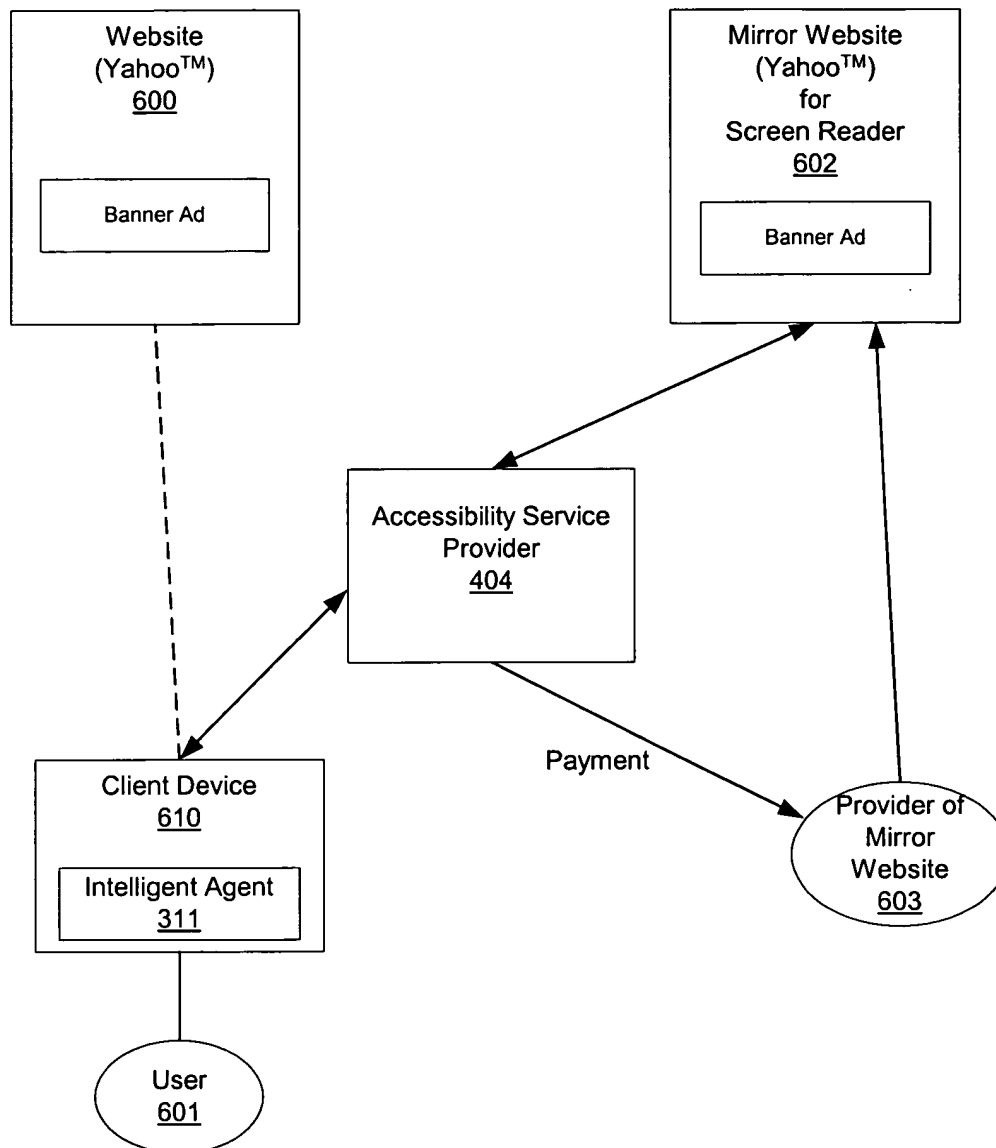 Website
(Yahoo™)
600
Banner Ad
Mirror Website
(Yahoo™)
for
Screen Reader
602
Banner Ad
Accessibility Service
Provider
404
Payment
Client Device
610
Intelligent Agent
311
Provider of
Mirror
Website
603
User
601